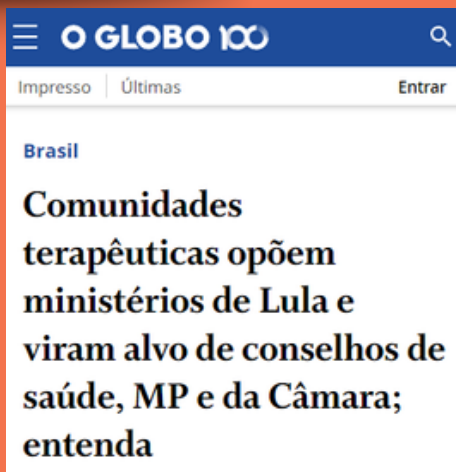 O GLOBO 100
Impresso Últimas Entrar
Brasil
Comunidades
terapêuticas opõem
ministérios de Lula e
viram alvo de conselhos de
saúde, MP e da Câmara;
entenda